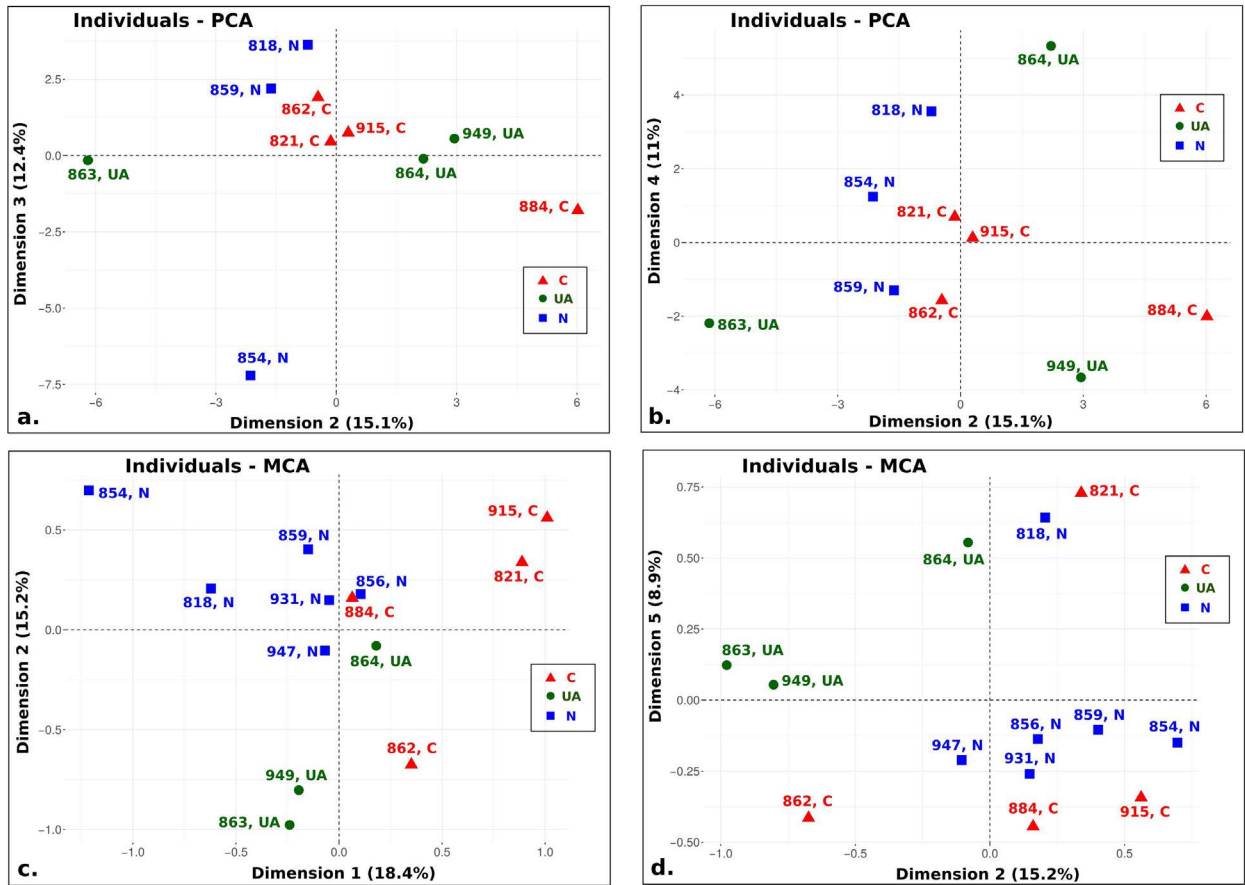 Individuals - PCA
818, N
859, N
862, C
915, C
821, C
949, UA
863, UA
864, UA
884, C
854, N
C
UA
N
2.5
0.0
−2.5
−5.0
−7.5
−6
−3
0
3
6
Dimension 3 (12.4%)
Dimension 2 (15.1%)
a.
Individuals - PCA
864, UA
818, N
854, N
821, C
915, C
859, N
862, C
863, UA
884, C
949, UA
C
UA
N
4
2
0
−2
−4
−6
−3
0
3
6
Dimension 4 (11%)
Dimension 2 (15.1%)
b.
Individuals - MCA
854, N
915, C
859, N
821, C
818, N
931, N
856, N
884, C
947, N
864, UA
862, C
949, UA
863, UA
C
UA
N
0.5
0.0
−0.5
−1.0
−1.0
−0.5
0.0
0.5
1.0
Dimension 2 (15.2%)
Dimension 1 (18.4%)
c.
Individuals - MCA
821, C
818, N
864, UA
863, UA
949, UA
856, N
859, N
854, N
947, N
931, N
862, C
884, C
915, C
C
UA
N
0.75
0.50
0.25
0.00
−0.25
−0.50
−1.0
−0.5
0.0
0.5
Dimension 5 (8.9%)
Dimension 2 (15.2%)
d.